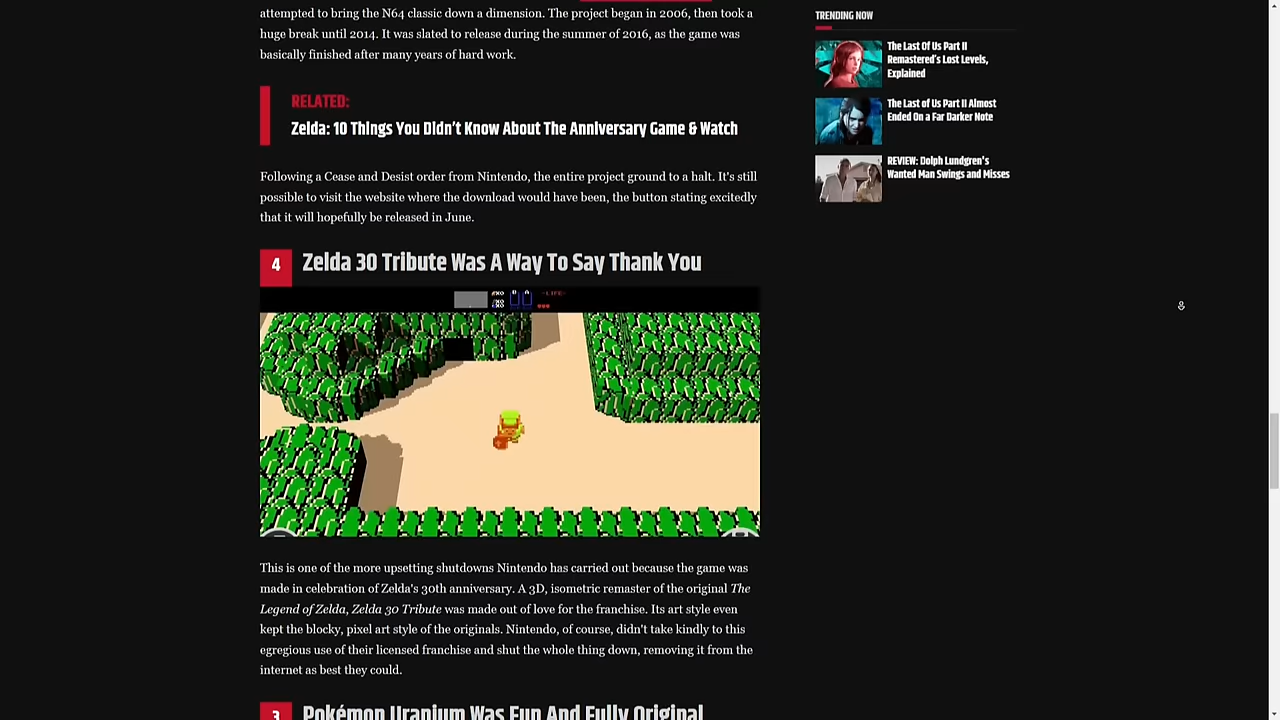 attempted to bring the N64 classic down a dimension. The project began in 2006, then took a
huge break until 2014. It was slated to release during the summer of 2016, as the game was
basically finished after many years of hard work.
RELATED:
Zelda: 10 Things You Didn't Know About The Anniversary Game & Watch
Following a Cease and Desist order from Nintendo, the entire project ground to a halt. It's still
possible to visit the website where the download would have been, the button stating excitedly
that it will hopefully be released in June.
4 Zelda 30 Tribute Was A Way To Say Thank You
B A
-LIFE-
This is one of the more upsetting shutdowns Nintendo has carried out because the game was
made in celebration of Zelda's 30th anniversary. A 3D, isometric remaster of the original The
Legend of Zelda, Zelda 30 Tribute was made out of love for the franchise. Its art style even
kept the blocky, pixel art style of the originals. Nintendo, of course, didn't take kindly to this
egregious use of their licensed franchise and shut the whole thing down, removing it from the
internet as best they could.
3 Pokémon Uranium Was Fun And Fully Original
TRENDING NOW
The Last Of Us Part II
Remastered's Lost Levels,
Explained
The Last of Us Part II Almost
Ended On a Far Darker Note
REVIEW: Dolph Lundgren's
Wanted Man Swings and Misses